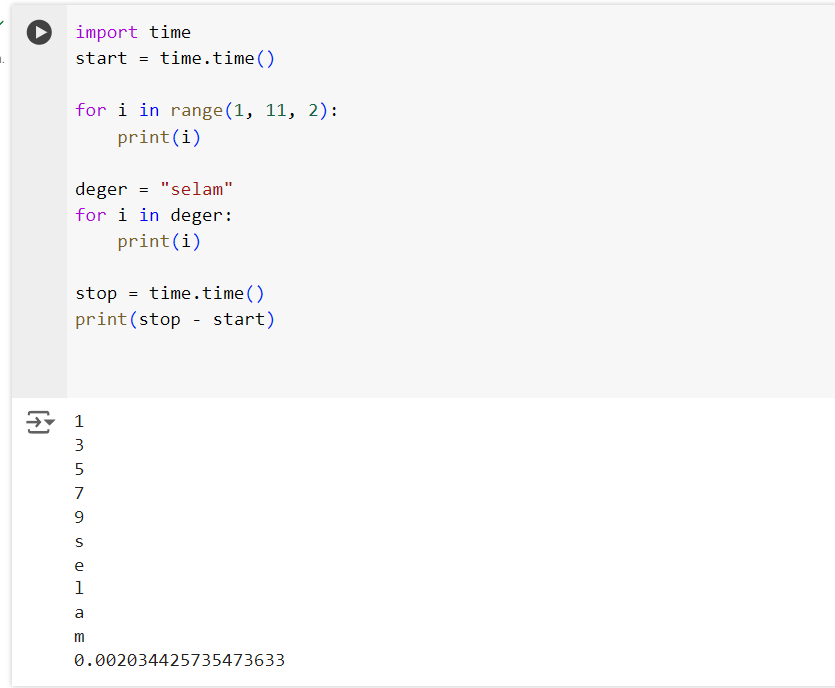 import time
start = time.time()
for i in range(1, 11, 2):
    print(i)
deger = "selam"
for i in deger:
    print(i)
stop = time.time()
print(stop - start)
1
3
5
7
9
s
e
l
a
m
0.002034425735473633